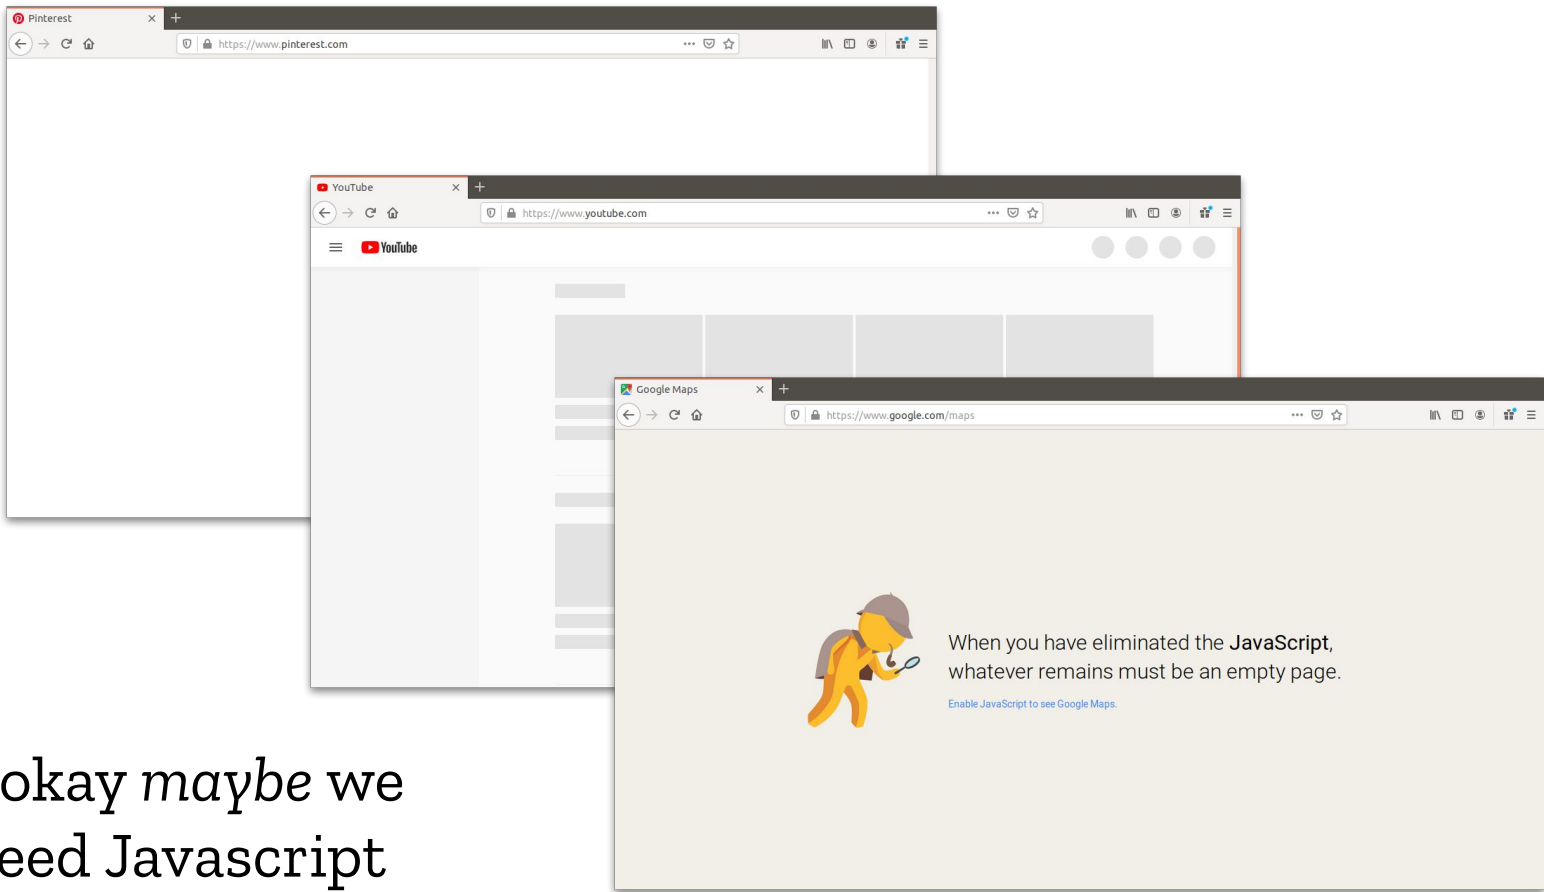 Pinterest
https://www.pinterest.com
YouTube
https://www.youtube.com
YouTube
Google Maps
https://www.google.com/maps
When you have eliminated the JavaScript,
whatever remains must be an empty page.
Enable JavaScript to see Google Maps.
okay maybe we
eed Javascript